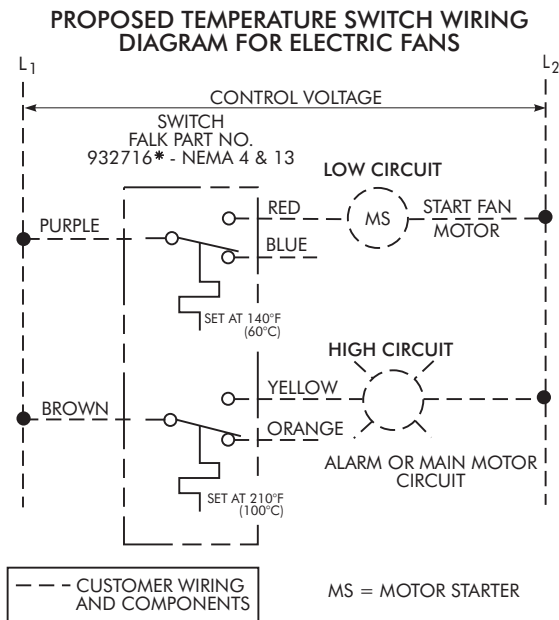 PROPOSED TEMPERATURE SWITCH WIRING
DIAGRAM FOR ELECTRIC FANS
L1
L2
CONTROL VOLTAGE
SWITCH
FALK PART NO.
932716* - NEMA 4 & 13
LOW CIRCUIT
RED
MS
START FAN
MOTOR
PURPLE
BLUE
SET AT 140°F
(60°C)
HIGH CIRCUIT
YELLOW
BROWN
ORANGE
ALARM OR MAIN MOTOR
CIRCUIT
SET AT 210°F
(100°C)
CUSTOMER WIRING
AND COMPONENTS
MS = MOTOR STARTER